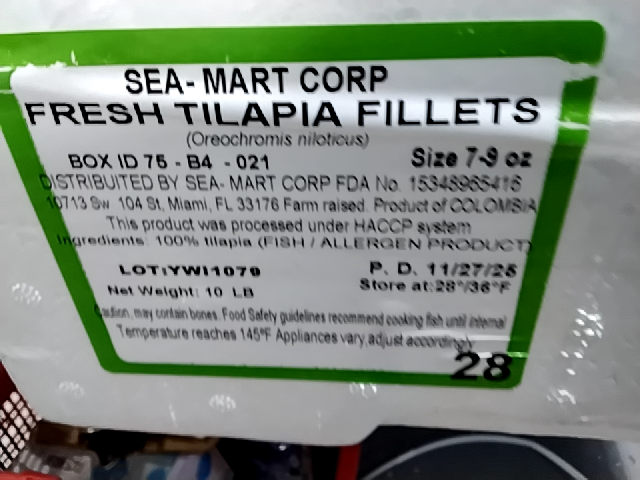 SEA- MART CORP
FRESH TILAPIA FILLETS
(Oreochromis niloticus)
BOX ID 75 - B4 - 021 Size 7-9 oz
DISTRIBUITED BY SEA- MART CORP FDA No. 15348965416
10713 Sw 104 St, Miami, FL 33176 Farm raised. Product of COLOMBIA
This product was processed under HACCP system
Ingredients: 100% tilapia (FISH / ALLERGEN PRODUCT)
LOT:YWI1079 P. D. 11/27/25
Net Weight: 10 LB Store at:28°/36°F
Caution, may contain bones. Food Safety guidelines recommend cooking fish until internal
Temperature reaches 145ºF Appliances vary,adjust accordingly
28